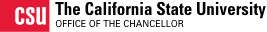 CSU The California State University
OFFICE OF THE CHANCELLOR